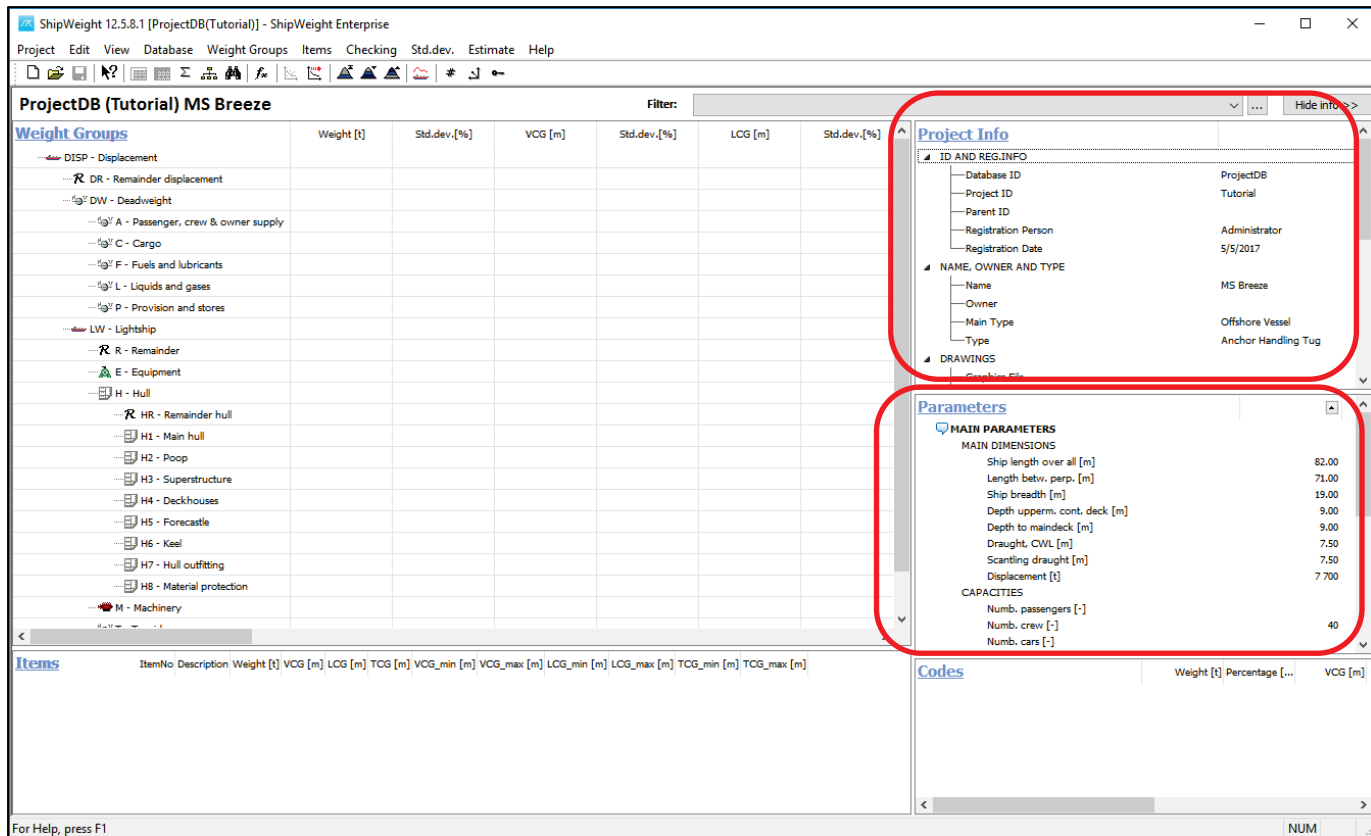 ShipWeight 12.5.8.1 [ProjectDB(Tutorial)] - ShipWeight Enterprise
Project Edit View Database Weight Groups Items Checking Std.dev. Estimate Help
ProjectDB (Tutorial) MS Breeze Filter: ... Hide info >>
Weight Groups Weight [t] Std.dev.[%] VCG [m] Std.dev.[%] LCG [m] Std.dev.[%]
DISP - Displacement
DR - Remainder displacement
DW - Deadweight
A - Passenger, crew & owner supply
C - Cargo
F - Fuels and lubricants
L - Liquids and gases
P - Provision and stores
LW - Lightship
R - Remainder
E - Equipment
H - Hull
HR - Remainder hull
H1 - Main hull
H2 - Poop
H3 - Superstructure
H4 - Deckhouses
H5 - Forecastle
H6 - Keel
H7 - Hull outfitting
H8 - Material protection
M - Machinery
Project Info
ID AND REG.INFO
Database ID ProjectDB
Project ID Tutorial
Parent ID
Registration Person Administrator
Registration Date 5/5/2017
NAME, OWNER AND TYPE
Name MS Breeze
Owner
Main Type Offshore Vessel
Type Anchor Handling Tug
DRAWINGS
Graphics File
Parameters
MAIN PARAMETERS
MAIN DIMENSIONS
Ship length over all [m] 82.00
Length betw. perp. [m] 71.00
Ship breadth [m] 19.00
Depth upperm. cont. deck [m] 9.00
Depth to maindeck [m] 9.00
Draught, CWL [m] 7.50
Scantling draught [m] 7.50
Displacement [t] 7 700
CAPACITIES
Numb. passengers [-]
Numb. crew [-] 40
Numb. cars [-]
Items ItemNo Description Weight [t] VCG [m] LCG [m] TCG [m] VCG_min [m] VCG_max [m] LCG_min [m] LCG_max [m] TCG_min [m] TCG_max [m]
Codes Weight [t] Percentage [... VCG [m]
For Help, press F1 NUM